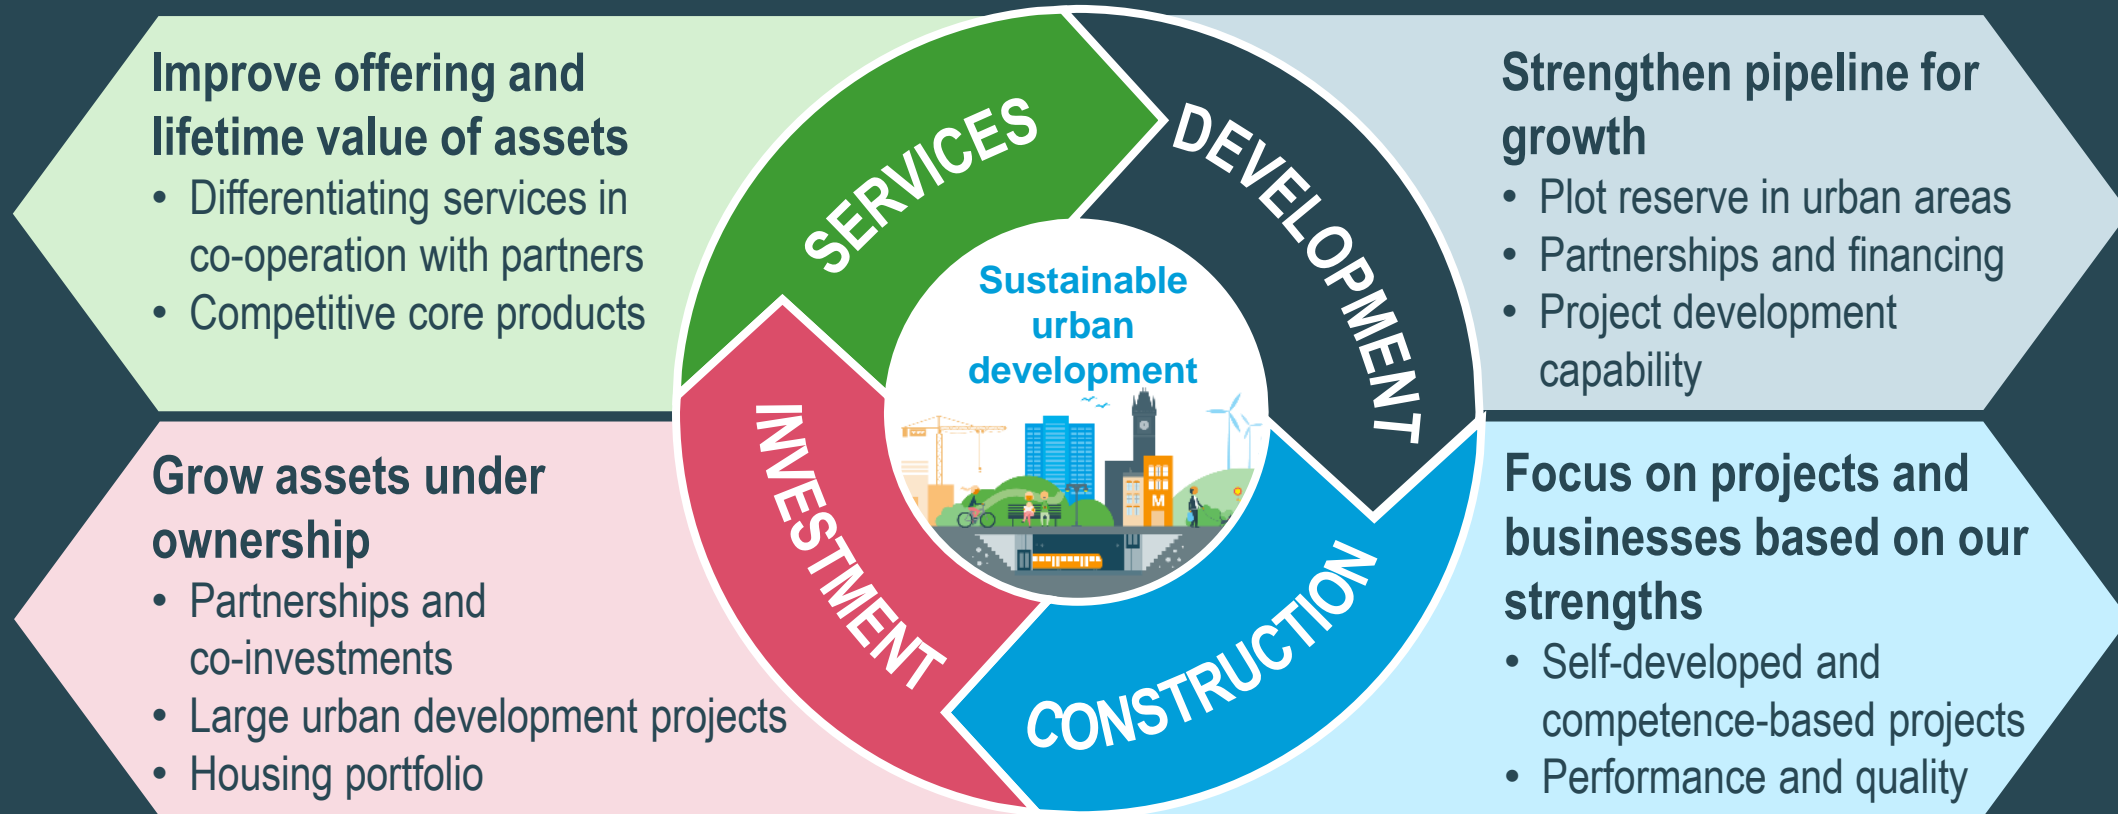 Improve offering and
lifetime value of assets
• Differentiating services in
co-operation with partners
• Competitive core products
SERVICES
DEVELOPMENT
Strengthen pipeline for
growth
• Plot reserve in urban areas
• Partnerships and financing
• Project development
capability
Sustainable
urban
development
M
Grow assets under
ownership
• Partnerships and
co-investments
• Large urban development projects
• Housing portfolio
INVESTMENT
CONSTRUCTION
Focus on projects and
businesses based on our
strengths
• Self-developed and
competence-based projects
• Performance and quality